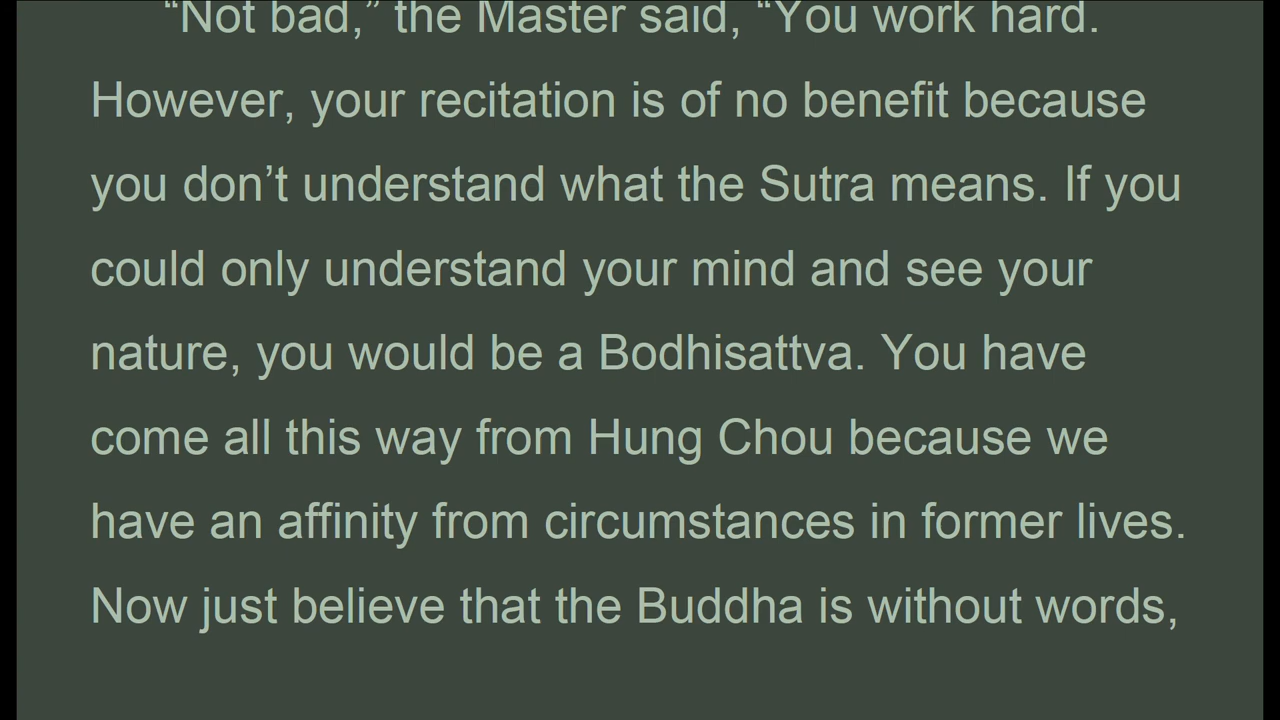 “Not bad,” the Master said, “You work hard.
However, your recitation is of no benefit because
you don’t understand what the Sutra means. If you
could only understand your mind and see your
nature, you would be a Bodhisattva. You have
come all this way from Hung Chou because we
have an affinity from circumstances in former lives.
Now just believe that the Buddha is without words,